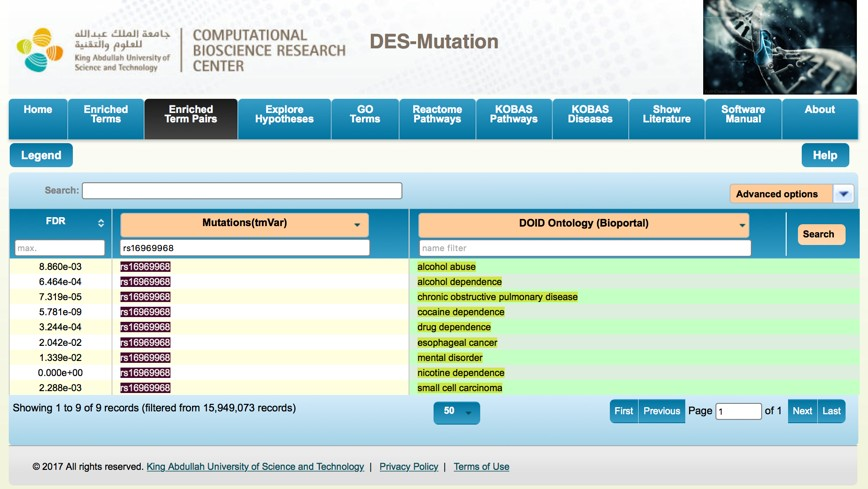 جامعة الملك عبدالله
للعلوم والتقنية
King Abdullah University of
Science and Technology
COMPUTATIONAL
BIOSCIENCE RESEARCH
CENTER
DES-Mutation
Home
Enriched
Terms
Enriched
Term Pairs
Explore
Hypotheses
GO
Terms
Reactome
Pathways
KOBAS
Pathways
KOBAS
Diseases
Show
Literature
Software
Manual
About
Legend
Help
Search:
Advanced options
FDR
Mutations(tmVar)
DOID Ontology (Bioportal)
Search
max.
rs16969968
name filter
8.860e-03 rs16969968 alcohol abuse
6.464e-04 rs16969968 alcohol dependence
7.319e-05 rs16969968 chronic obstructive pulmonary disease
5.781e-09 rs16969968 cocaine dependence
3.244e-04 rs16969968 drug dependence
2.042e-02 rs16969968 esophageal cancer
1.339e-02 rs16969968 mental disorder
0.000e+00 rs16969968 nicotine dependence
2.288e-03 rs16969968 small cell carcinoma
Showing 1 to 9 of 9 records (filtered from 15,949,073 records)
50
First Previous Page 1 of 1 Next Last
© 2017 All rights reserved. King Abdullah University of Science and Technology | Privacy Policy | Terms of Use